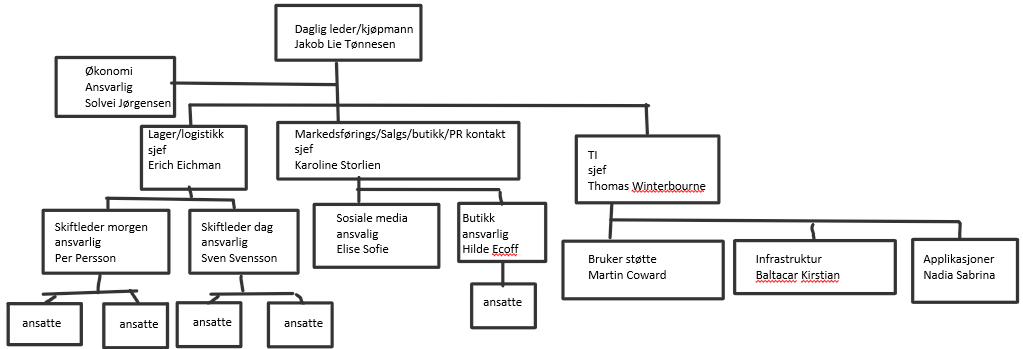 Daglig leder/kjøpmann
Jakob Lie Tønnesen
Økonomi
Ansvarlig
Solvei Jørgensen
Lager/logistikk
sjef
Erich Eichman
Markedsførings/Salgs/butikk/PR kontakt
sjef
Karoline Storlien
TI
sjef
Thomas Winterbourne
Skiftleder morgen
ansvarlig
Per Persson
Skiftleder dag
ansvarlig
Sven Svensson
Sosiale media
ansvalig
Elise Sofie
Butikk
ansvarlig
Hilde Ecoff
Bruker støtte
Martin Coward
Infrastruktur
Baltacar Kirstian
Applikasjoner
Nadia Sabrina
ansatte
ansatte
ansatte
ansatte
ansatte